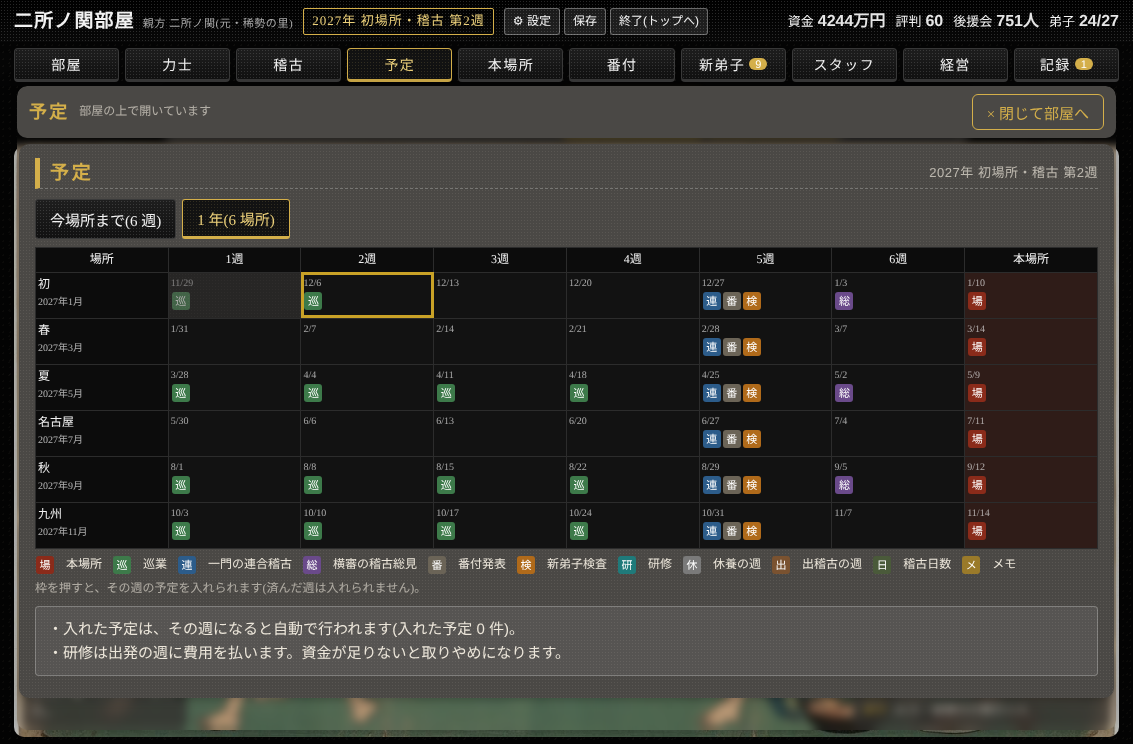 二所ノ関部屋 親方 二所ノ関(元・稀勢の里) 2027年 初場所・稽古 第2週 ⚙ 設定 保存 終了(トップへ) 資金 4244万円 評判 60 後援会 751人 弟子 24/27
部屋 力士 稽古 予定 本場所 番付 新弟子 9 スタッフ 経営 記録 1
予定 部屋の上で開いています × 閉じて部屋へ
予定 2027年 初場所・稽古 第2週
今場所まで(6 週) 1 年(6 場所)
場所 1週 2週 3週 4週 5週 6週 本場所
初 11/29 12/6 12/13 12/20 12/27 1/3 1/10
2027年1月 巡 巡 連 番 検 総 場
春 1/31 2/7 2/14 2/21 2/28 3/7 3/14
2027年3月 連 番 検 場
夏 3/28 4/4 4/11 4/18 4/25 5/2 5/9
2027年5月 巡 巡 巡 巡 連 番 検 総 場
名古屋 5/30 6/6 6/13 6/20 6/27 7/4 7/11
2027年7月 連 番 検 場
秋 8/1 8/8 8/15 8/22 8/29 9/5 9/12
2027年9月 巡 巡 巡 巡 連 番 検 総 場
九州 10/3 10/10 10/17 10/24 10/31 11/7 11/14
2027年11月 巡 巡 巡 巡 連 番 検 場
場 本場所 巡 巡業 連 一門の連合稽古 総 横審の稽古総見 番 番付発表 検 新弟子検査 研 研修 休 休養の週 出 出稽古の週 日 稽古日数 メ メモ
枠を押すと、その週の予定を入れられます(済んだ週は入れられません)。
・入れた予定は、その週になると自動で行われます(入れた予定 0 件)。
・研修は出発の週に費用を払います。資金が足りないと取りやめになります。